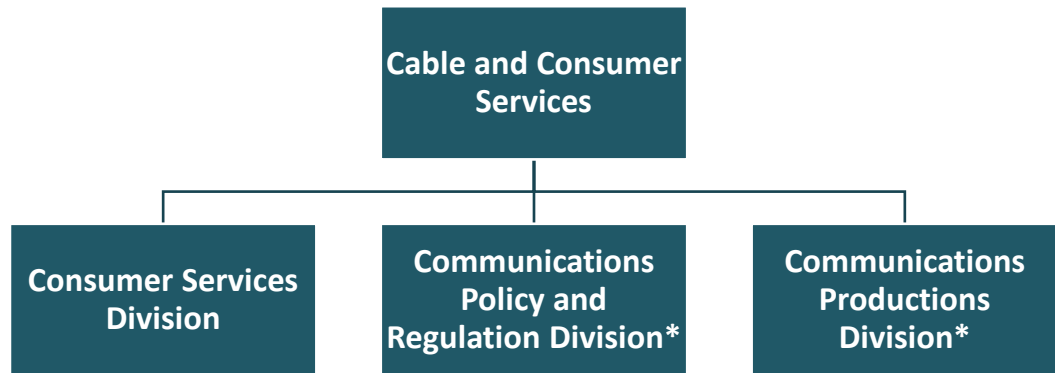 Cable and Consumer
Services
Consumer Services
Division
Communications
Policy and
Regulation Division*
Communications
Productions
Division*